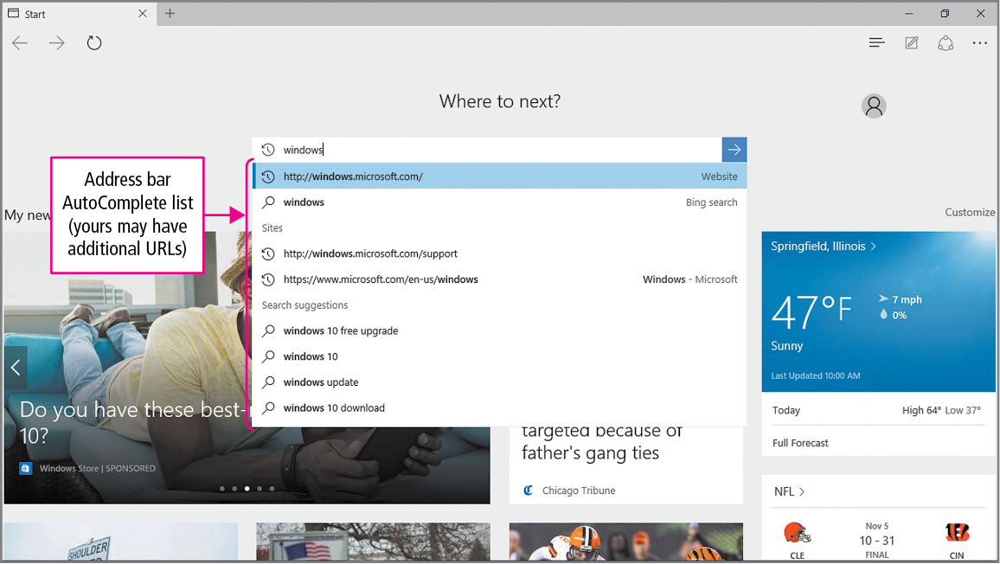 Start
Where to next?
windows
http://windows.microsoft.com/ Website
windows Bing search
Sites
http://windows.microsoft.com/support
https://www.microsoft.com/en-us/windows Windows - Microsoft
Search suggestions
windows 10 free upgrade
windows 10
windows update
windows 10 download
Address bar
AutoComplete list
(yours may have
additional URLs)
My new
Customize
Do you have these best-
10?
Windows Store | SPONSORED
targeted because of
father's gang ties
Chicago Tribune
Springfield, Illinois
47°F
7 mph
0%
Sunny
Last Updated 10:00 AM
Today High 64° Low 37°
Full Forecast
NFL
Nov 5
10 - 31
FINAL
CLE
CIN
SHOULDER